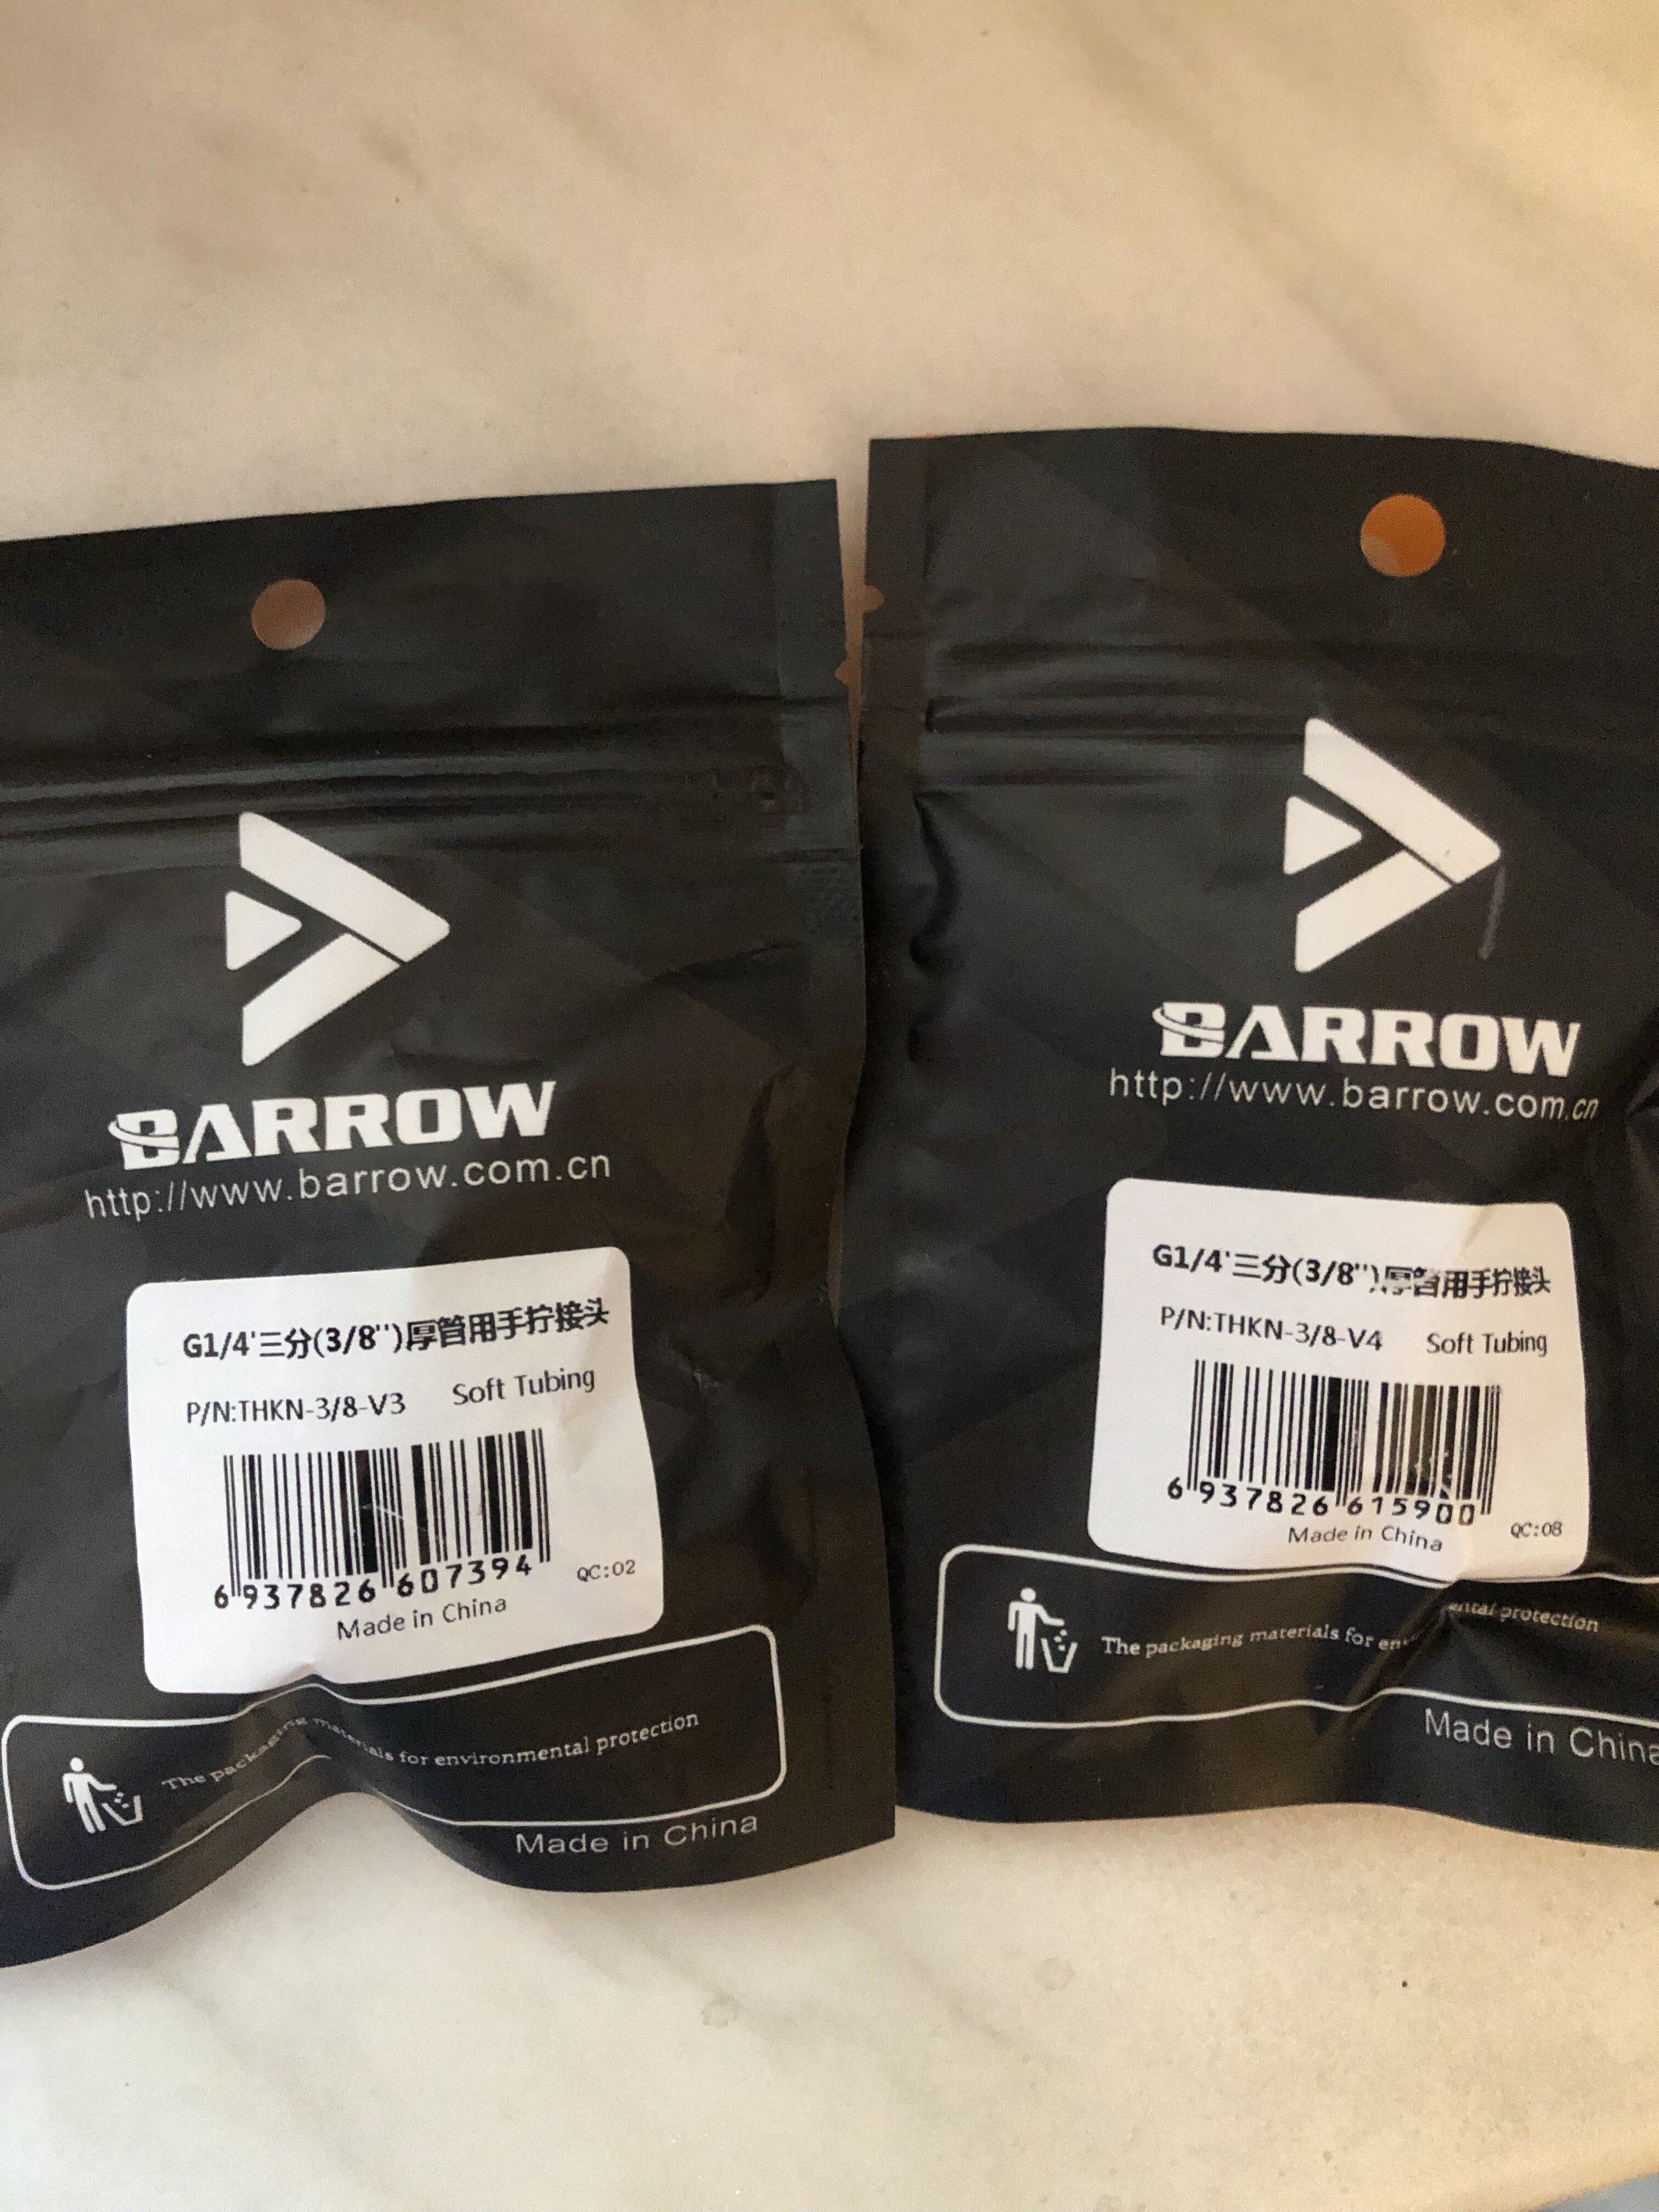 BARROW
http://www.barrow.com.cn
G1/4'三分(3/8'')厚管用手拧接头
P/N:THKN-3/8-V3 Soft Tubing
6 937826 607394
QC:02
Made in China
The packaging materials for environmental protection
Made in China
BARROW
http://www.barrow.com.cn
G1/4'三分(3/8'')厚管用手拧接头
P/N:THKN-3/8-V4 Soft Tubing
6 937826 615900
QC:08
Made in China
The packaging materials for protection
Made in China